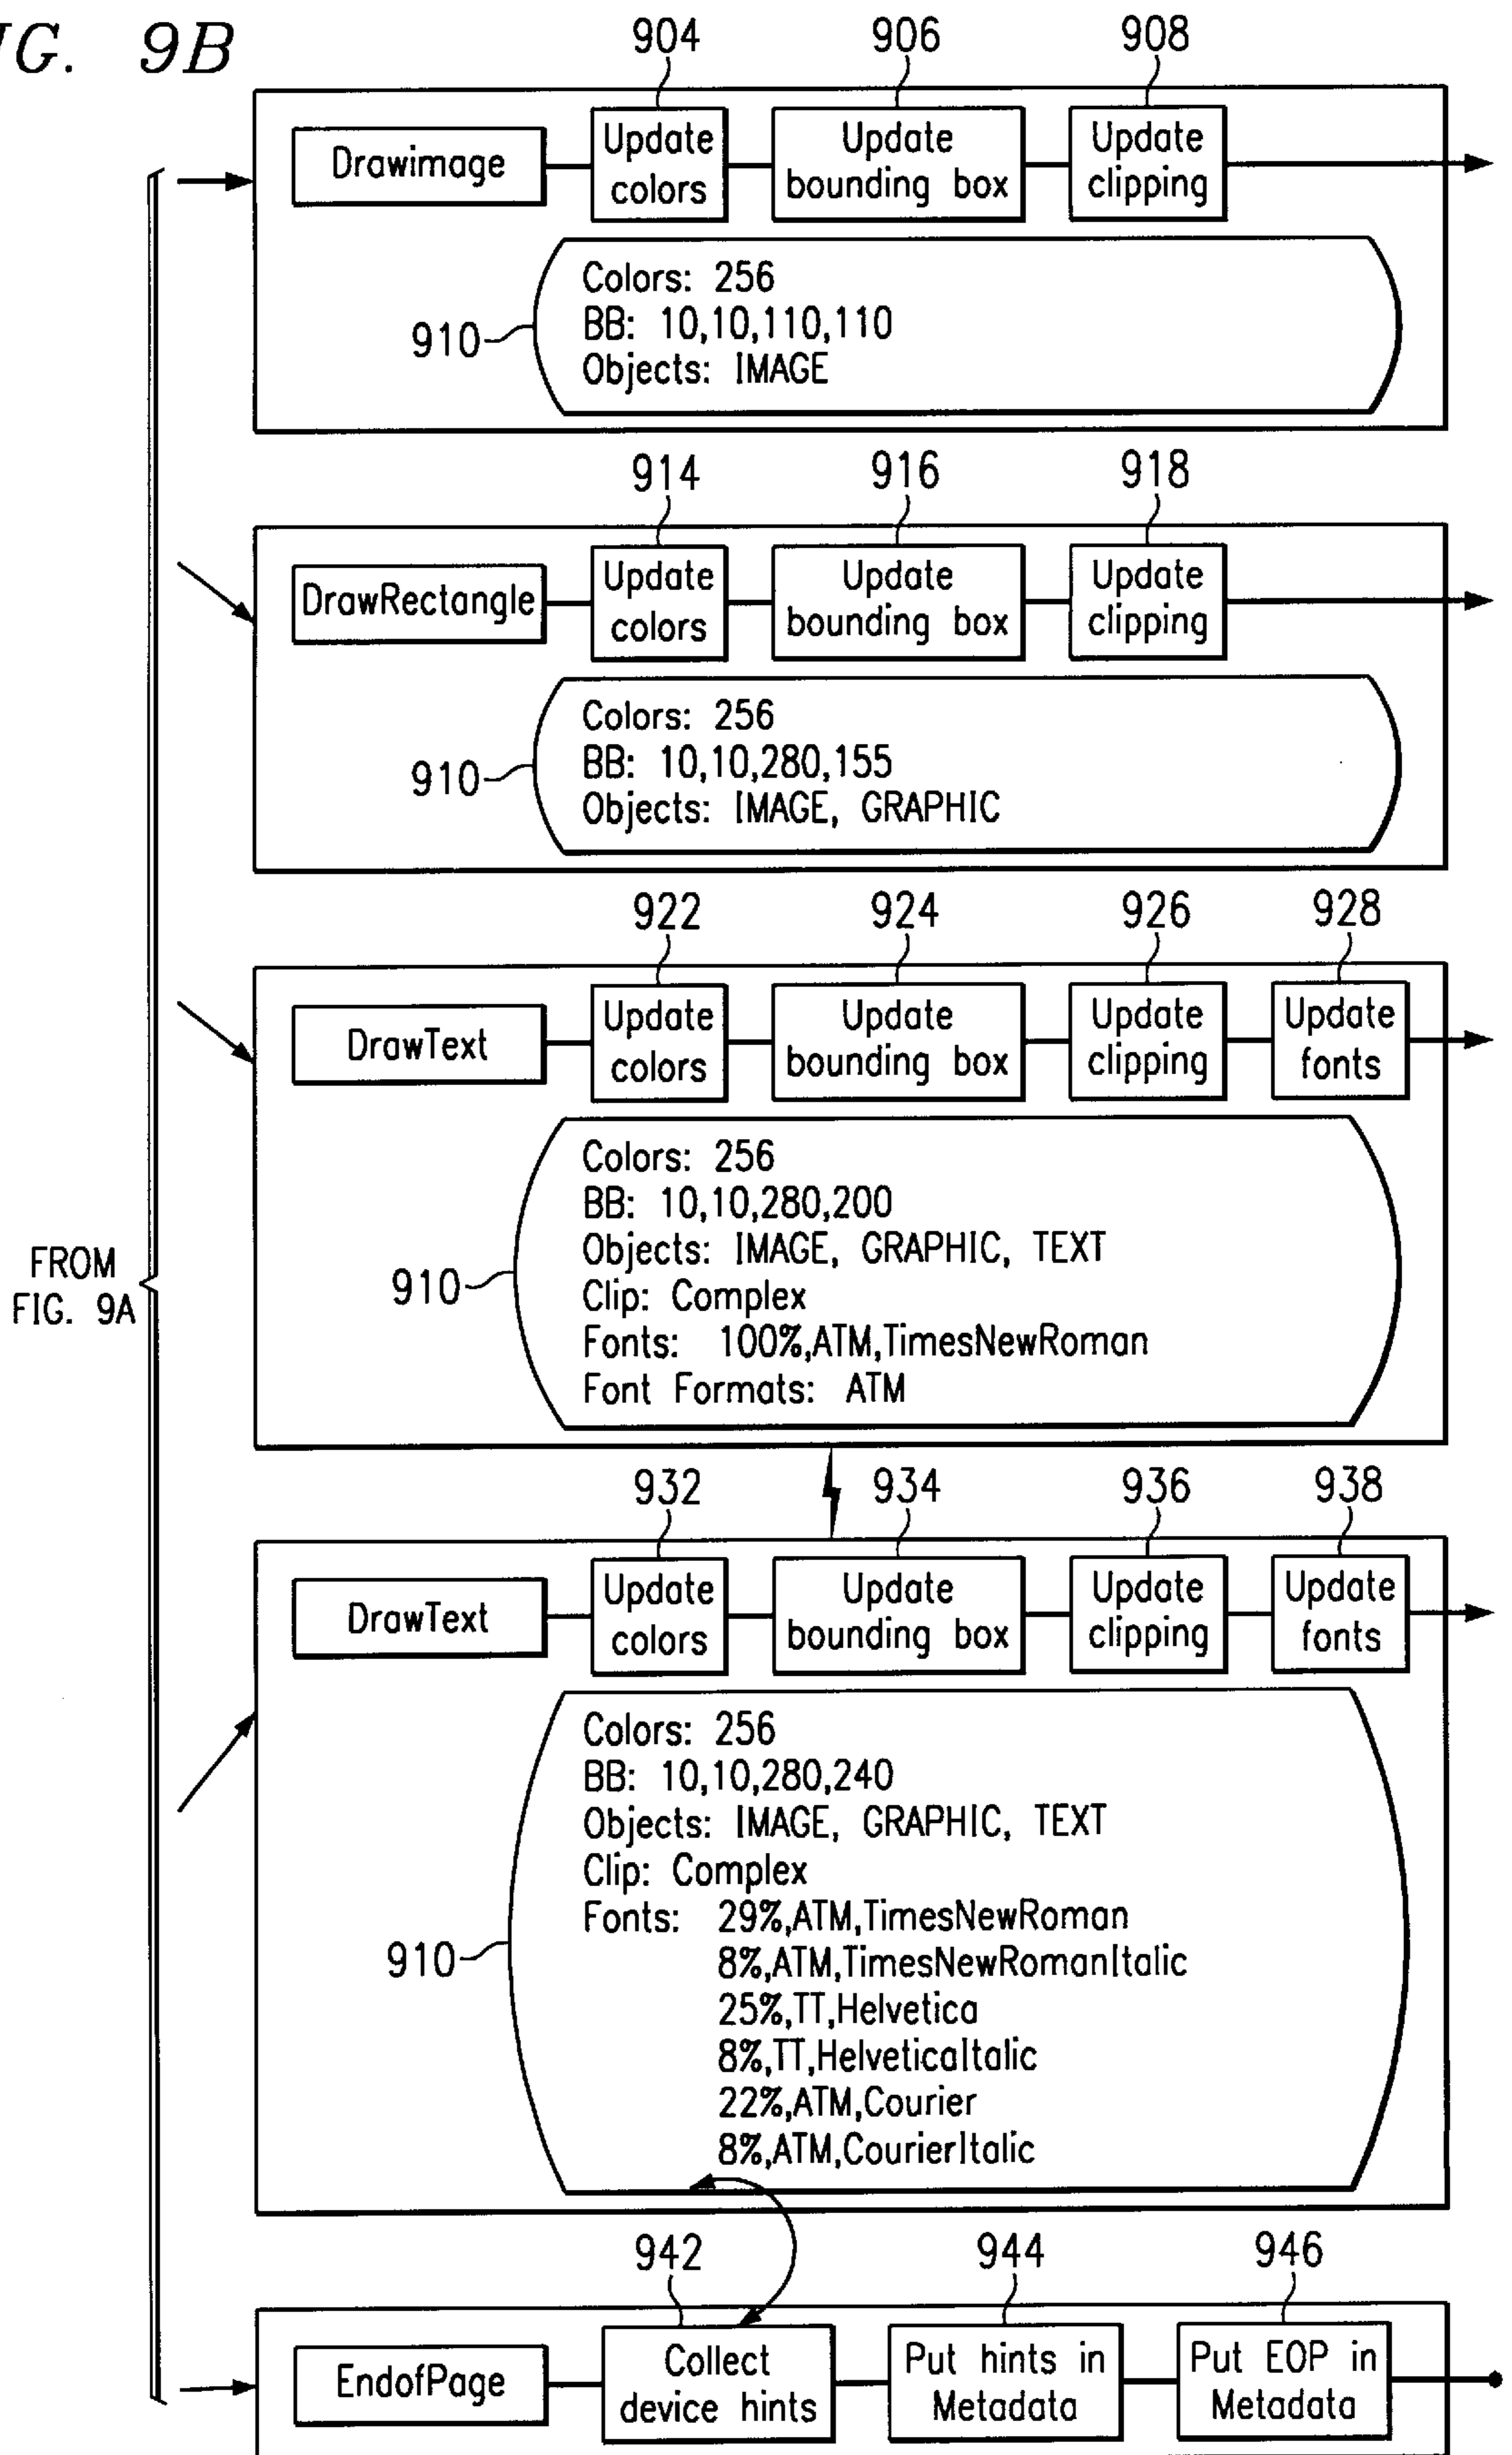 FIG. 9B
904 906 908
Drawimage
Update
colors
Update
bounding box
Update
clipping
910
Colors: 256
BB: 10,10,110,110
Objects: IMAGE
914 916 918
DrawRectangle
Update
colors
Update
bounding box
Update
clipping
910
Colors: 256
BB: 10,10,280,155
Objects: IMAGE, GRAPHIC
922 924 926 928
DrawText
Update
colors
Update
bounding box
Update
clipping
Update
fonts
910
Colors: 256
BB: 10,10,280,200
Objects: IMAGE, GRAPHIC, TEXT
Clip: Complex
Fonts: 100%,ATM,TimesNewRoman
Font Formats: ATM
FROM
FIG. 9A
932 934 936 938
DrawText
Update
colors
Update
bounding box
Update
clipping
Update
fonts
910
Colors: 256
BB: 10,10,280,240
Objects: IMAGE, GRAPHIC, TEXT
Clip: Complex
Fonts: 29%,ATM,TimesNewRoman
8%,ATM,TimesNewRomanItalic
25%,TT,Helvetica
8%,TT,HelveticaItalic
22%,ATM,Courier
8%,ATM,CourierItalic
942 944 946
EndofPage
Collect
device hints
Put hints in
Metadata
Put EOP in
Metadata